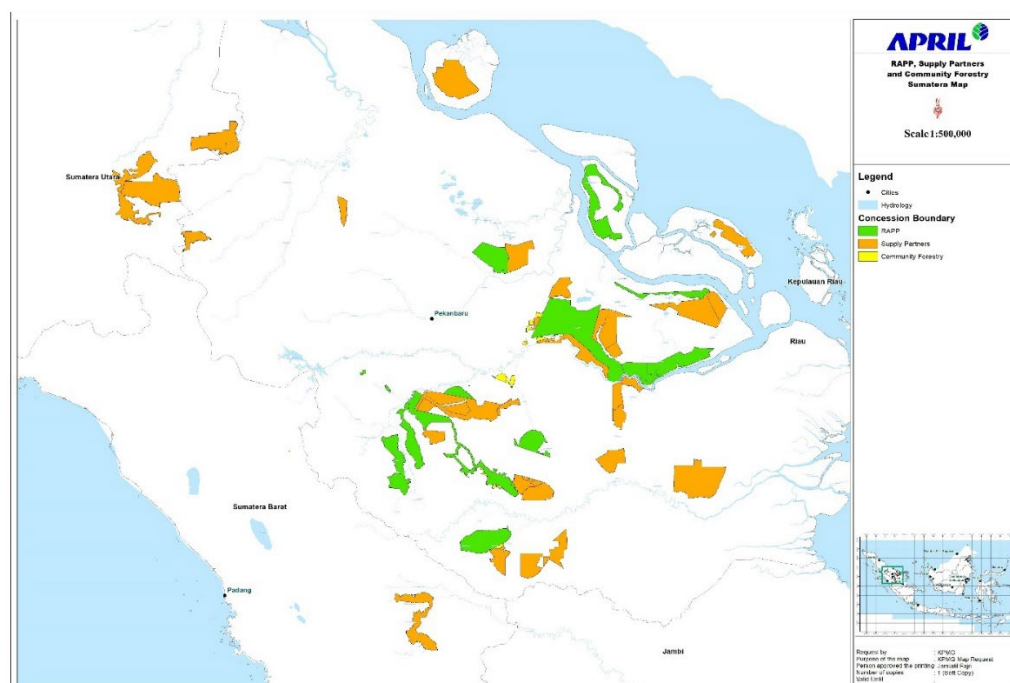 APRIL
RAPP, Supply Partners
and Community Forestry
Sumatera Map
Scale 1:500,000
Legend
Cities
Hydrology
Concession Boundary
RAPP
Supply Partners
Community Forestry
Sumatera Utara
Kepulauan Riau
Pekanbaru
Riau
Sumatera Barat
Padang
Jambi
Request by : KPMG
Purpose of the map : KPMG Map Request
Person approved the printing :
Number of copies : 1 (Soft Copy)
Valid Until :